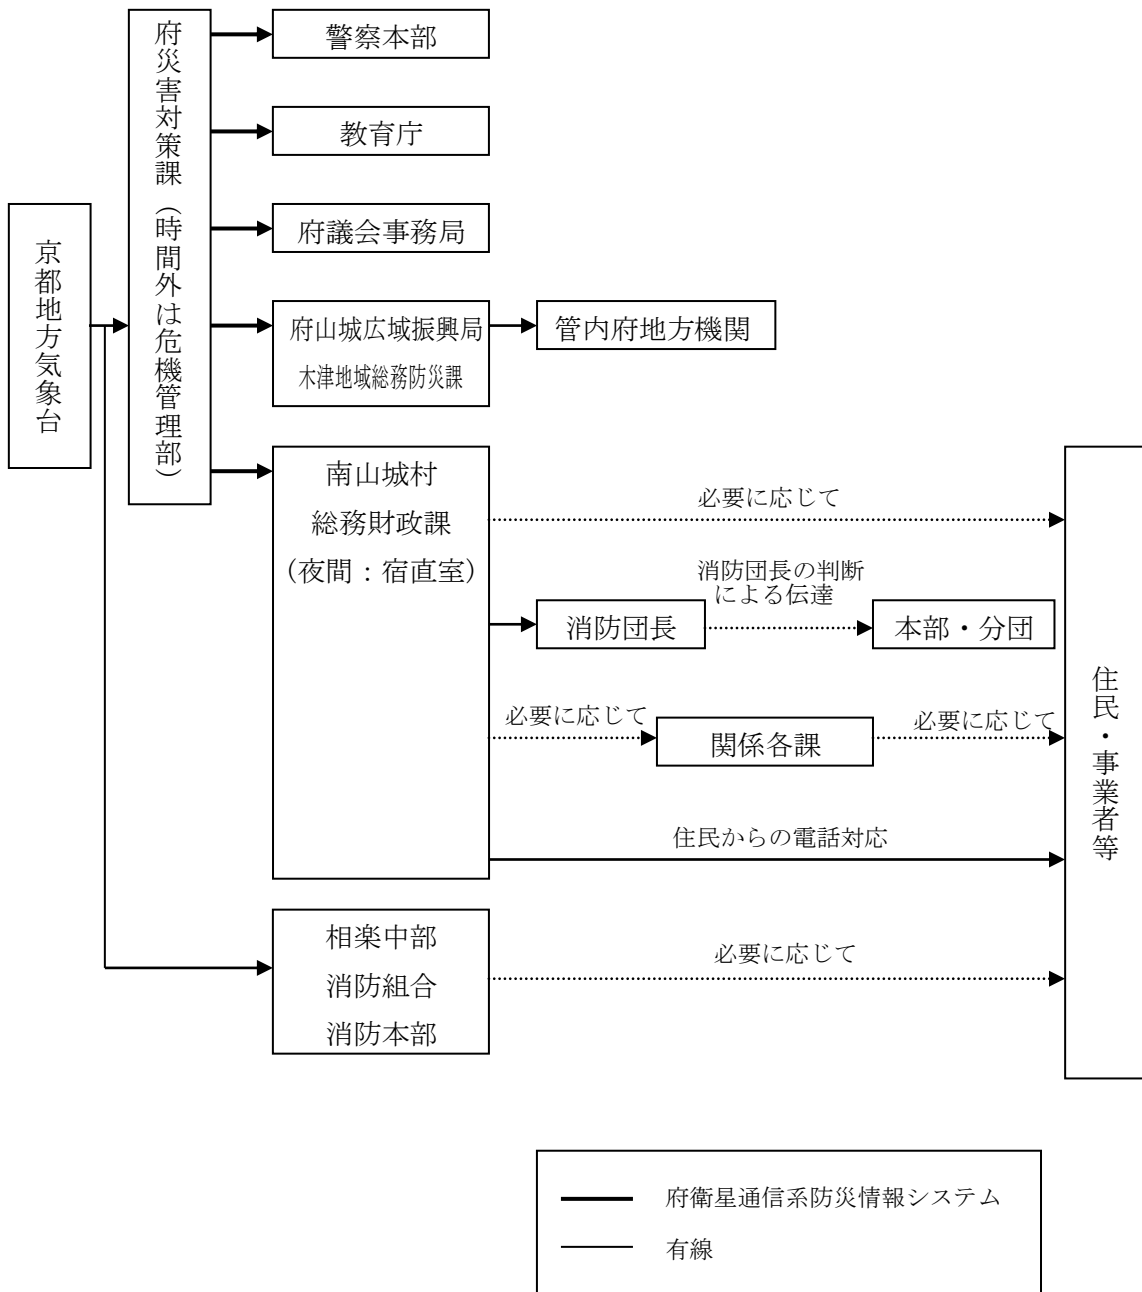 京都地方気象台
府災害対策課（時間外は危機管理部）
警察本部
教育庁
府議会事務局
府山城広域振興局
木津地域総務防災課
管内府地方機関
南山城村
総務財政課
（夜間：宿直室）
必要に応じて
消防団長の判断
による伝達
消防団長
本部・分団
必要に応じて
関係各課
必要に応じて
住民からの電話対応
相楽中部
消防組合
消防本部
必要に応じて
住民・事業者等
府衛星通信系防災情報システム
有線